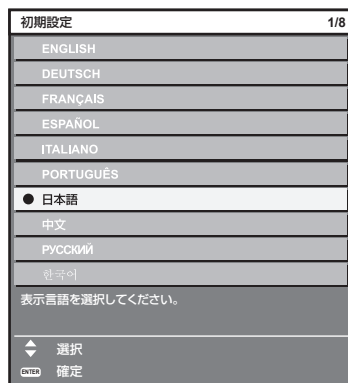 初期設定 1/8
ENGLISH
DEUTSCH
FRANÇAIS
ESPAÑOL
ITALIANO
PORTUGUÊS
日本語
中文
РУССКИЙ
한국어
表示言語を選択してください。
選択
ENTER 確定